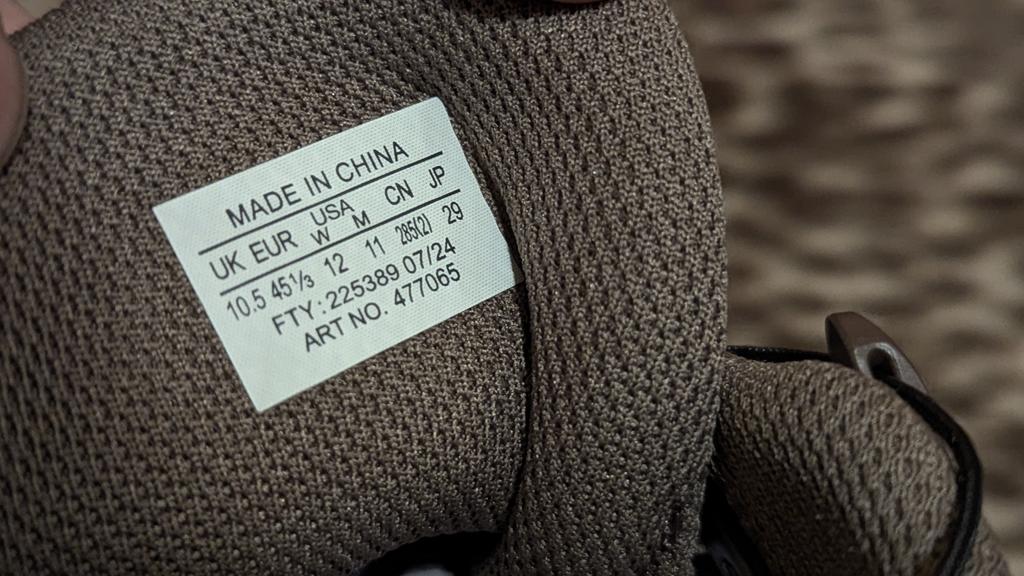 MADE IN CHINA
UK EUR USA W M CN JP
10.5 45⅓ 12 11 285(2) 29
FTY: 225389 07/24
ART NO. 477065